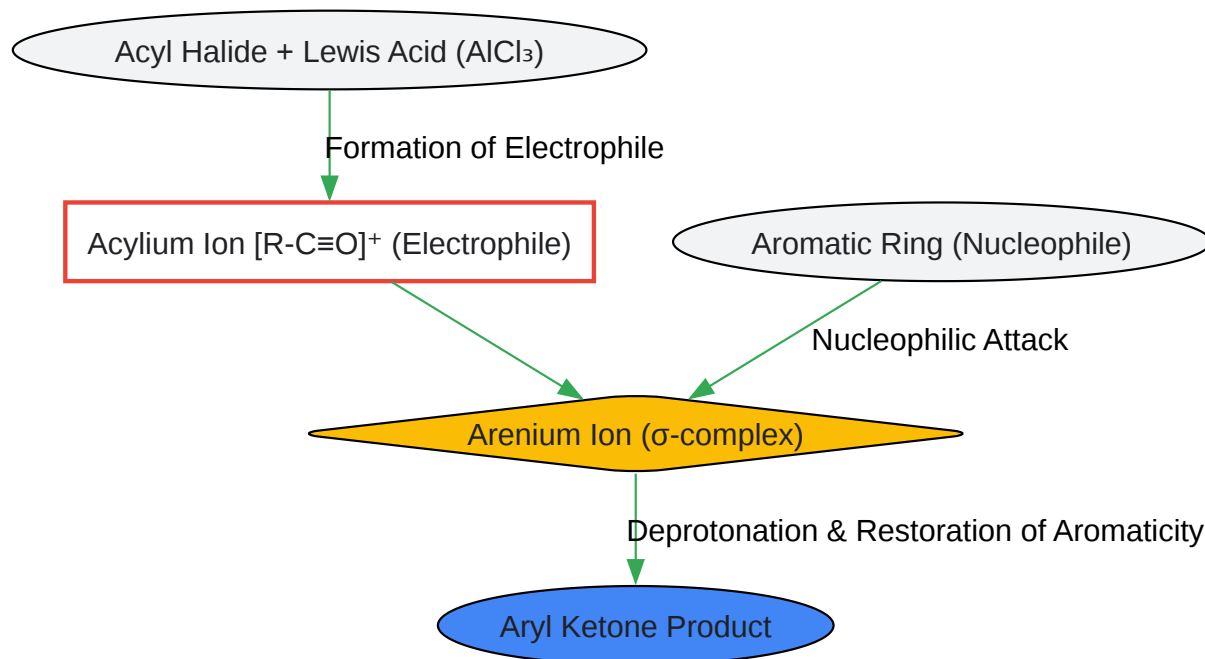 Acyl Halide + Lewis Acid (AlCl₃)
Formation of Electrophile
Acylium Ion [R-C≡O]⁺ (Electrophile)
Aromatic Ring (Nucleophile)
Nucleophilic Attack
Arenium Ion (σ-complex)
Deprotonation & Restoration of Aromaticity
Aryl Ketone Product